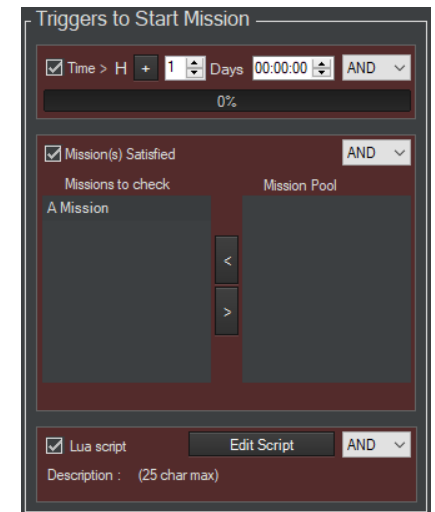 Triggers to Start Mission
Time > H + 1 Days 00:00:00 AND
0%
Mission(s) Satisfied AND
Missions to check Mission Pool
A Mission
<
>
Lua script Edit Script AND
Description : (25 char max)